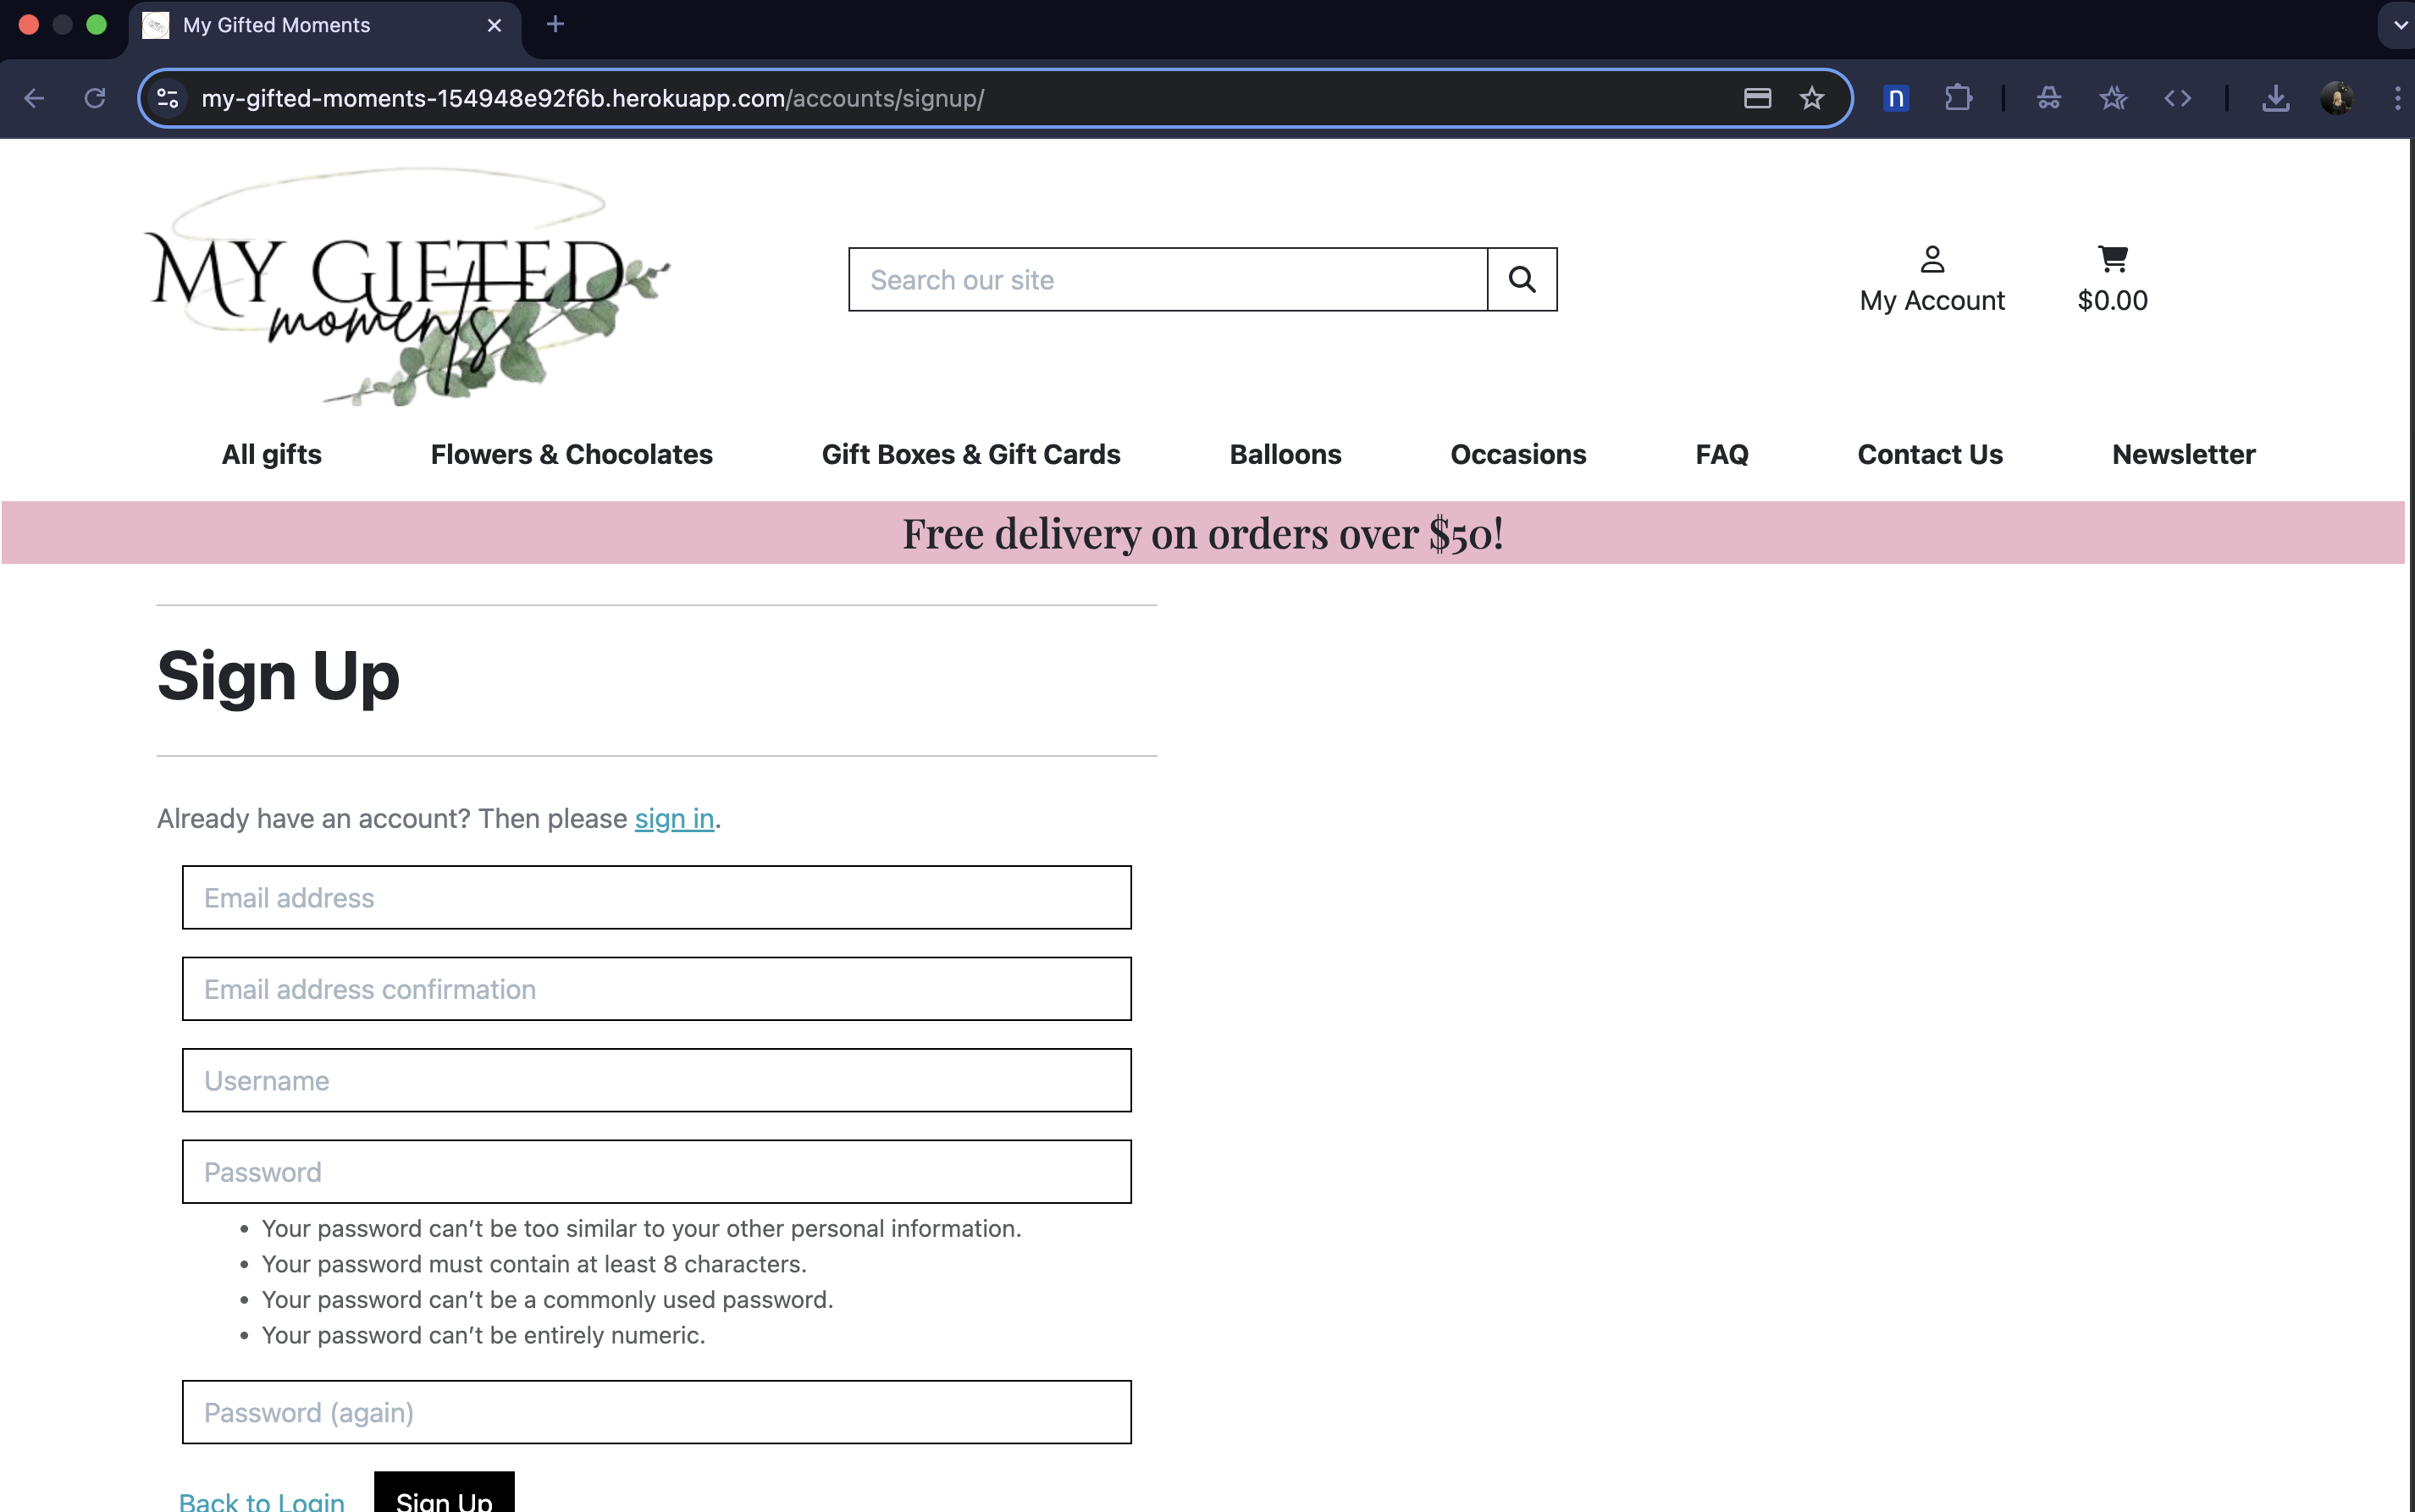 My Gifted Moments
my-gifted-moments-154948e92f6b.herokuapp.com/accounts/signup/
MY GIFTED
moments
Search our site
My Account
$0.00
All gifts
Flowers & Chocolates
Gift Boxes & Gift Cards
Balloons
Occasions
FAQ
Contact Us
Newsletter
Free delivery on orders over $50!
Sign Up
Already have an account? Then please sign in.
Email address
Email address confirmation
Username
Password
• Your password can’t be too similar to your other personal information.
• Your password must contain at least 8 characters.
• Your password can’t be a commonly used password.
• Your password can’t be entirely numeric.
Password (again)
Back to Login
Sign Up